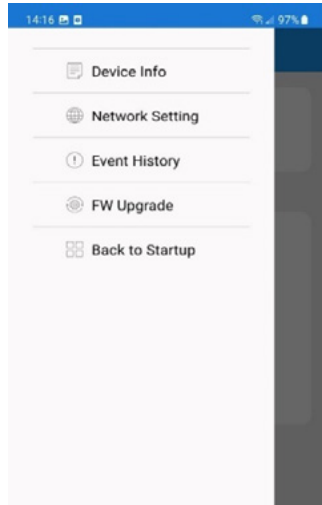 14:16 97%
Device Info
Network Setting
Event History
FW Upgrade
Back to Startup